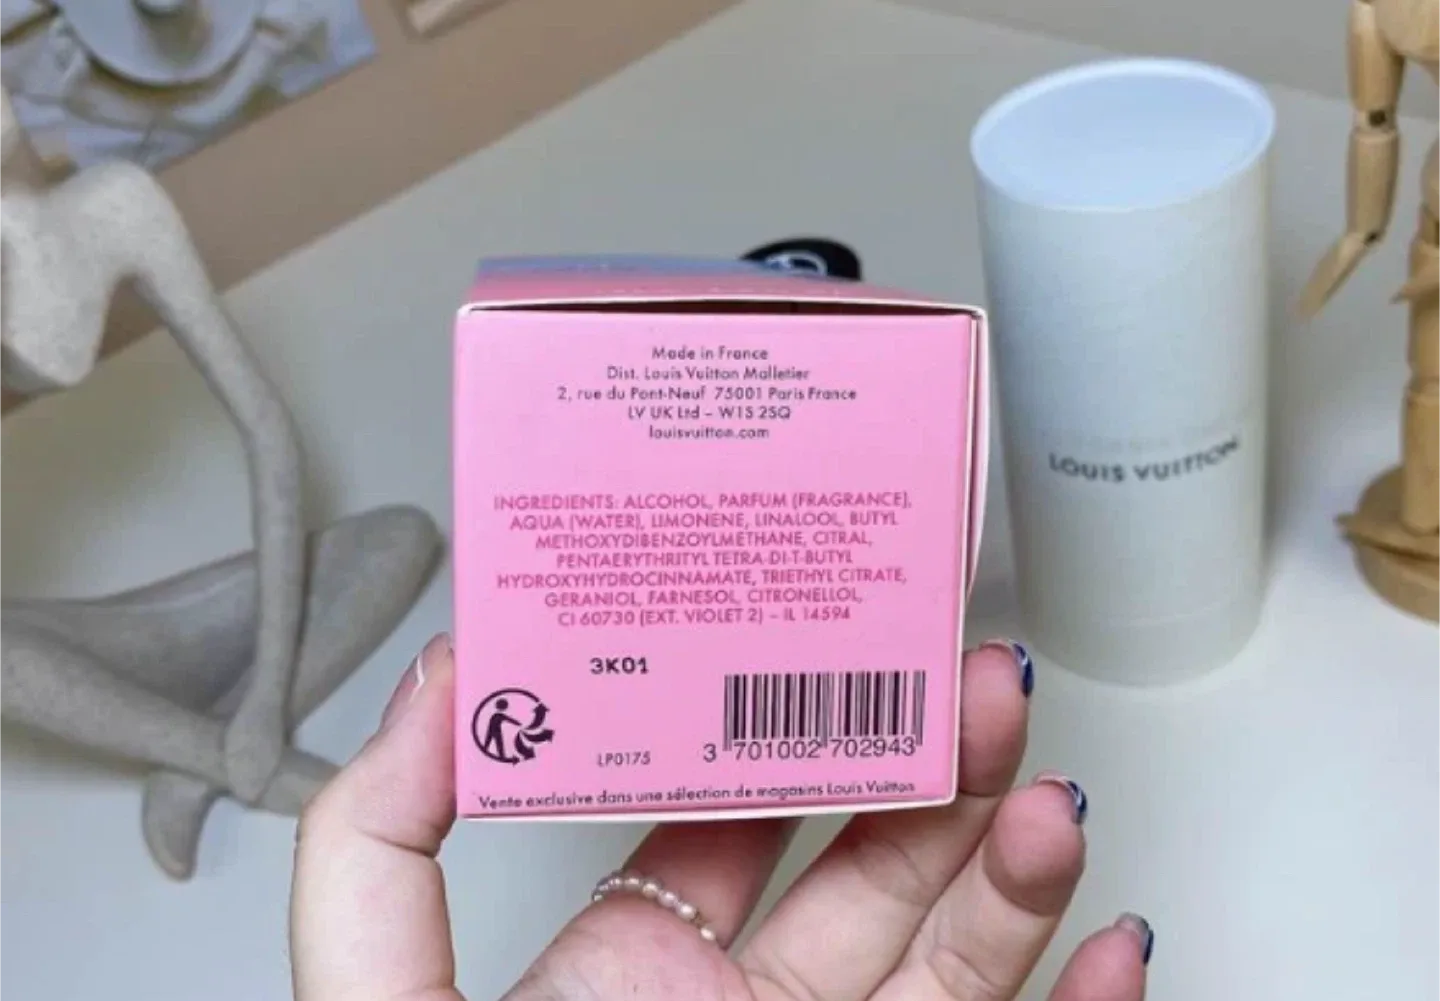 Made in France
Dist. Louis Vuitton Malletier
2, rue du Pont-Neuf 75001 Paris France
LV UK Ltd - W1S 2SQ
louisvuitton.com
INGREDIENTS: ALCOHOL, PARFUM (FRAGRANCE),
AQUA (WATER), LIMONENE, LINALOOL, BUTYL
METHOXYDIBENZOYLMETHANE, CITRAL,
PENTAERYTHRITYL TETRA-DI-T-BUTYL
HYDROXYHYDROCINNAMATE, TRIETHYL CITRATE,
GERANIOL, FARNESOL, CITRONELLOL,
CI 60730 (EXT. VIOLET 2) - IL 14594
3K01
LP0175
3 701002 702943
Vente exclusive dans une sélection de magasins Louis Vuitton
LOUIS VUITTON